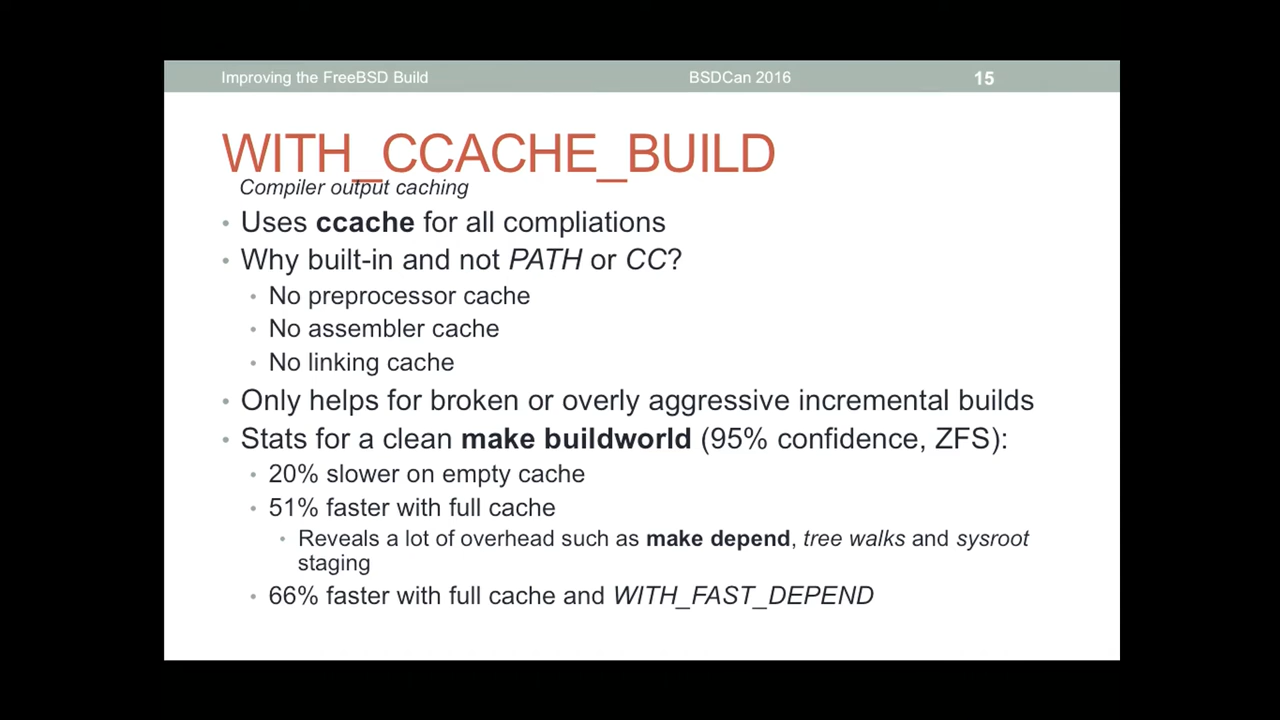 Improving the FreeBSD Build BSDCan 2016 15
WITH_CCACHE_BUILD
Compiler output caching
• Uses ccache for all compliations
• Why built-in and not PATH or CC?
• No preprocessor cache
• No assembler cache
• No linking cache
• Only helps for broken or overly aggressive incremental builds
• Stats for a clean make buildworld (95% confidence, ZFS):
• 20% slower on empty cache
• 51% faster with full cache
• Reveals a lot of overhead such as make depend, tree walks and sysroot
staging
• 66% faster with full cache and WITH_FAST_DEPEND